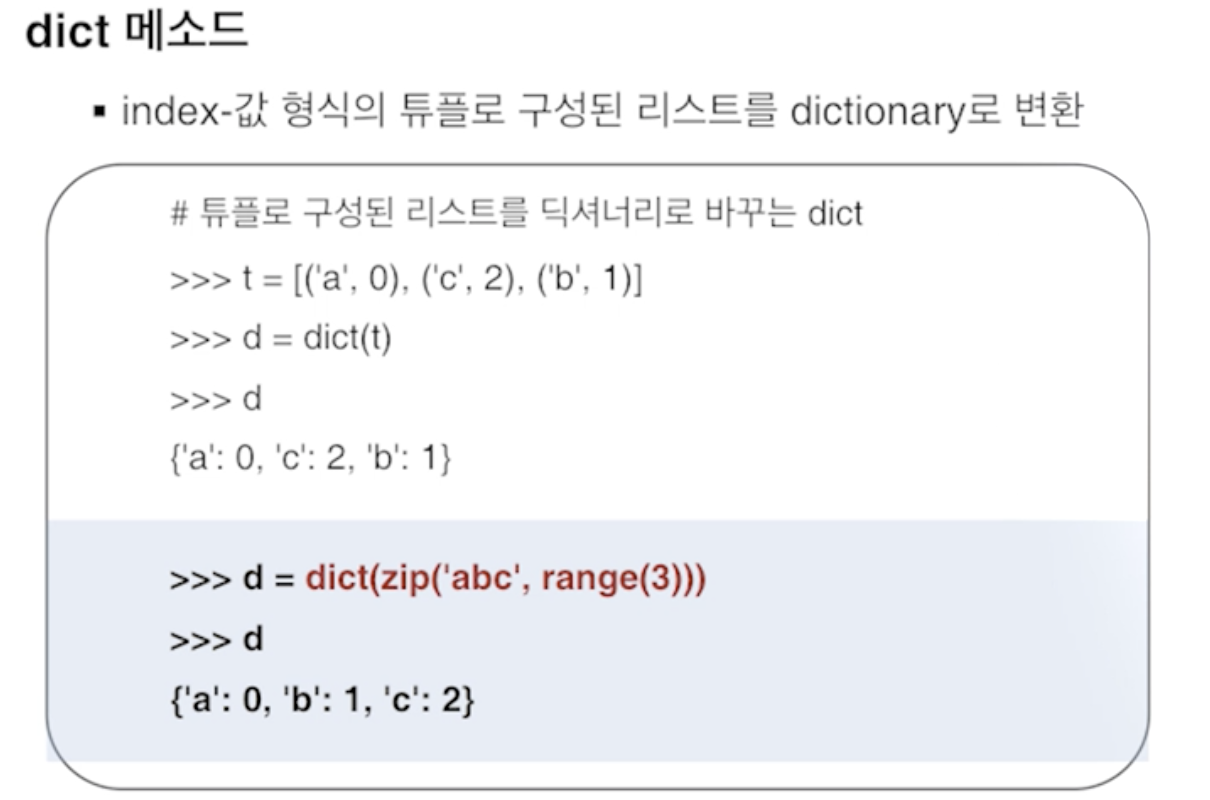 dict 메소드
▪ index-값 형식의 튜플로 구성된 리스트를 dictionary로 변환
# 튜플로 구성된 리스트를 딕셔너리로 바꾸는 dict
>>> t = [('a', 0), ('c', 2), ('b', 1)]
>>> d = dict(t)
>>> d
{'a': 0, 'c': 2, 'b': 1}
>>> d = dict(zip('abc', range(3)))
>>> d
{'a': 0, 'b': 1, 'c': 2}